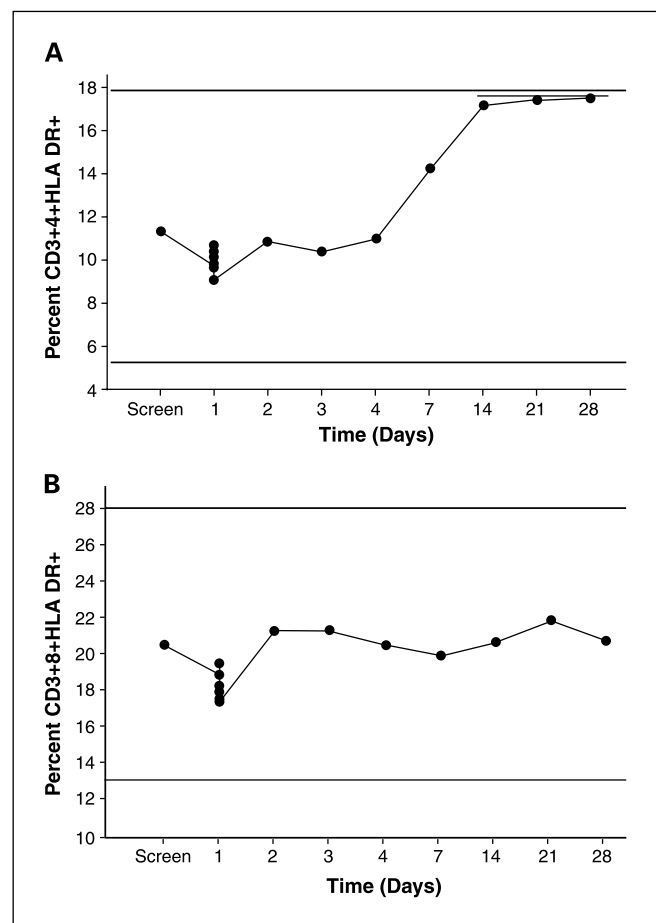 A
Percent CD3+4+HLA DR+
18
16
14
12
10
8
6
4
Screen 1 2 3 4 7 14 21 28
Time (Days)
B
Percent CD3+8+HLA DR+
28
26
24
22
20
18
16
14
12
10
Screen 1 2 3 4 7 14 21 28
Time (Days)